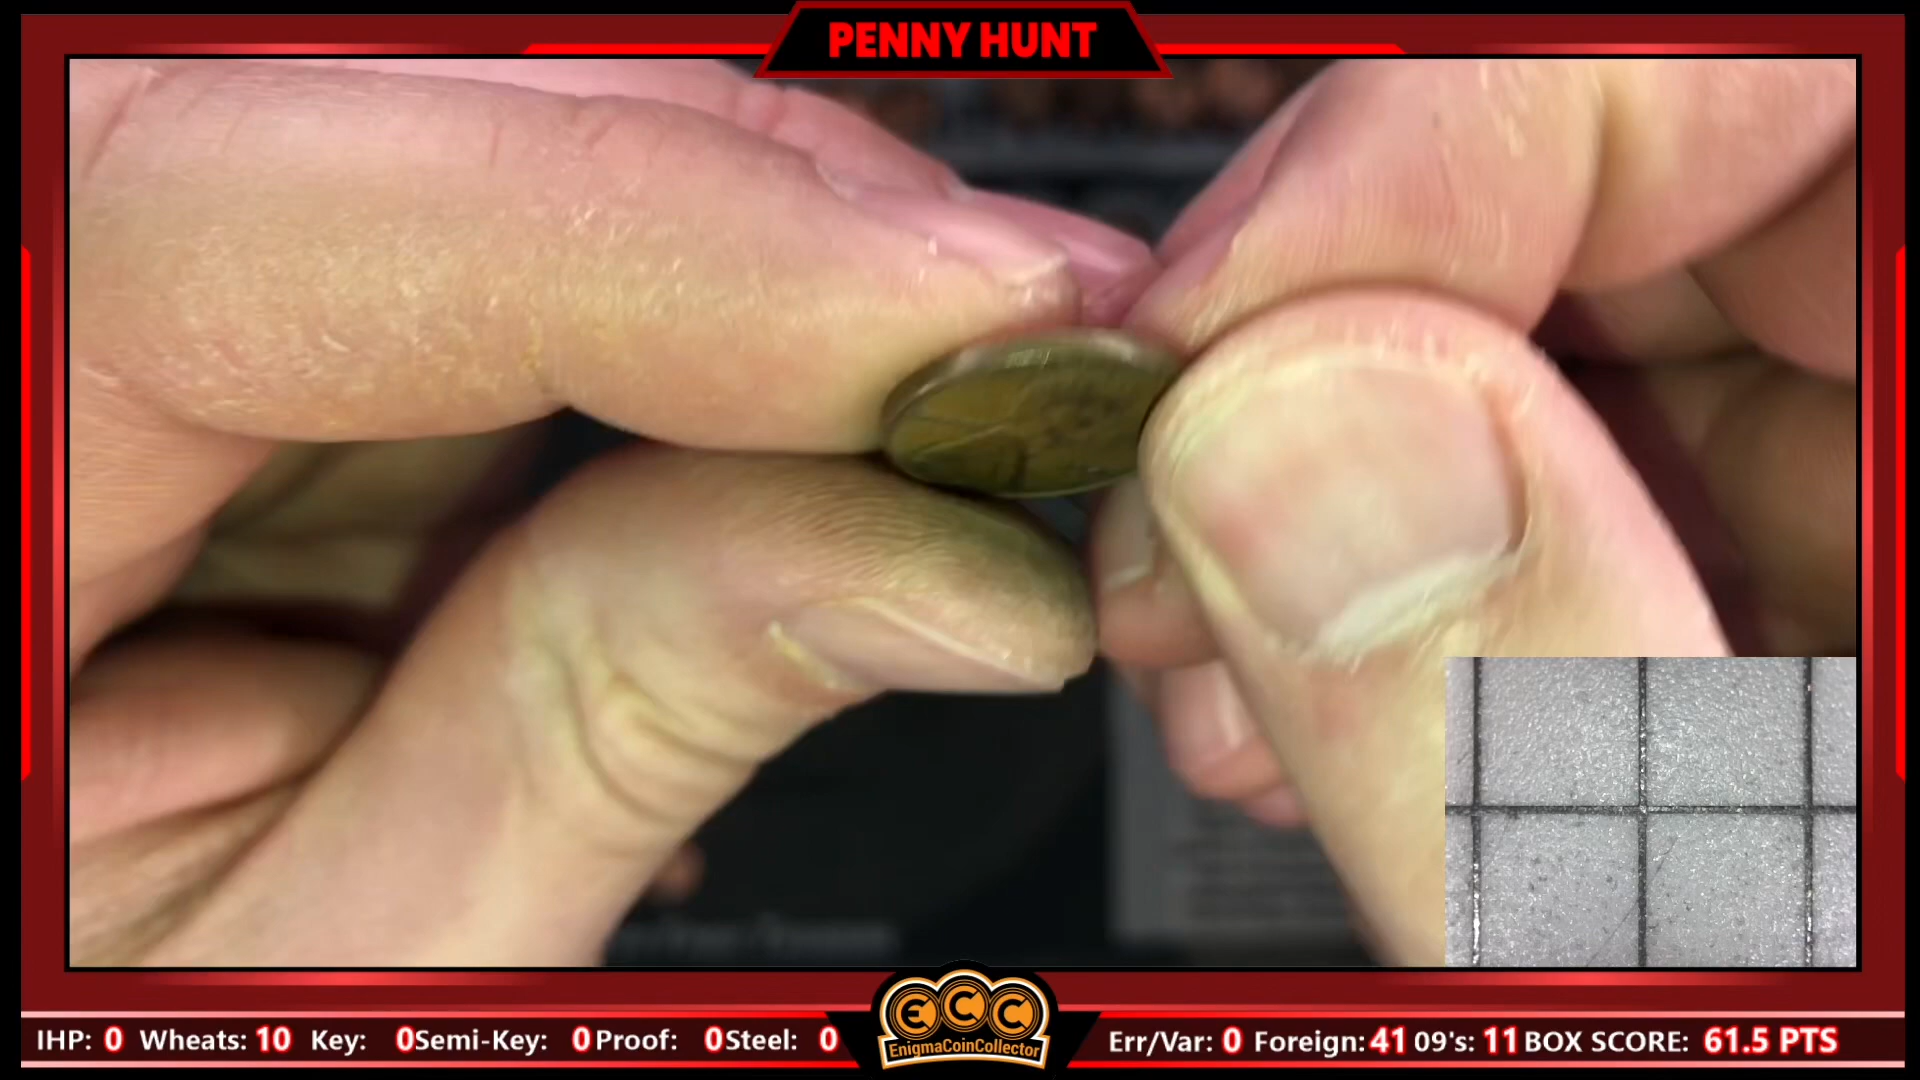 PENNY HUNT
IHP: 0 Wheats: 10 Key: 0 Semi-Key: 0 Proof: 0 Steel: 0
ECC
EnigmaCoinCollector
Err/Var: 0 Foreign: 41 09's: 11 BOX SCORE: 61.5 PTS